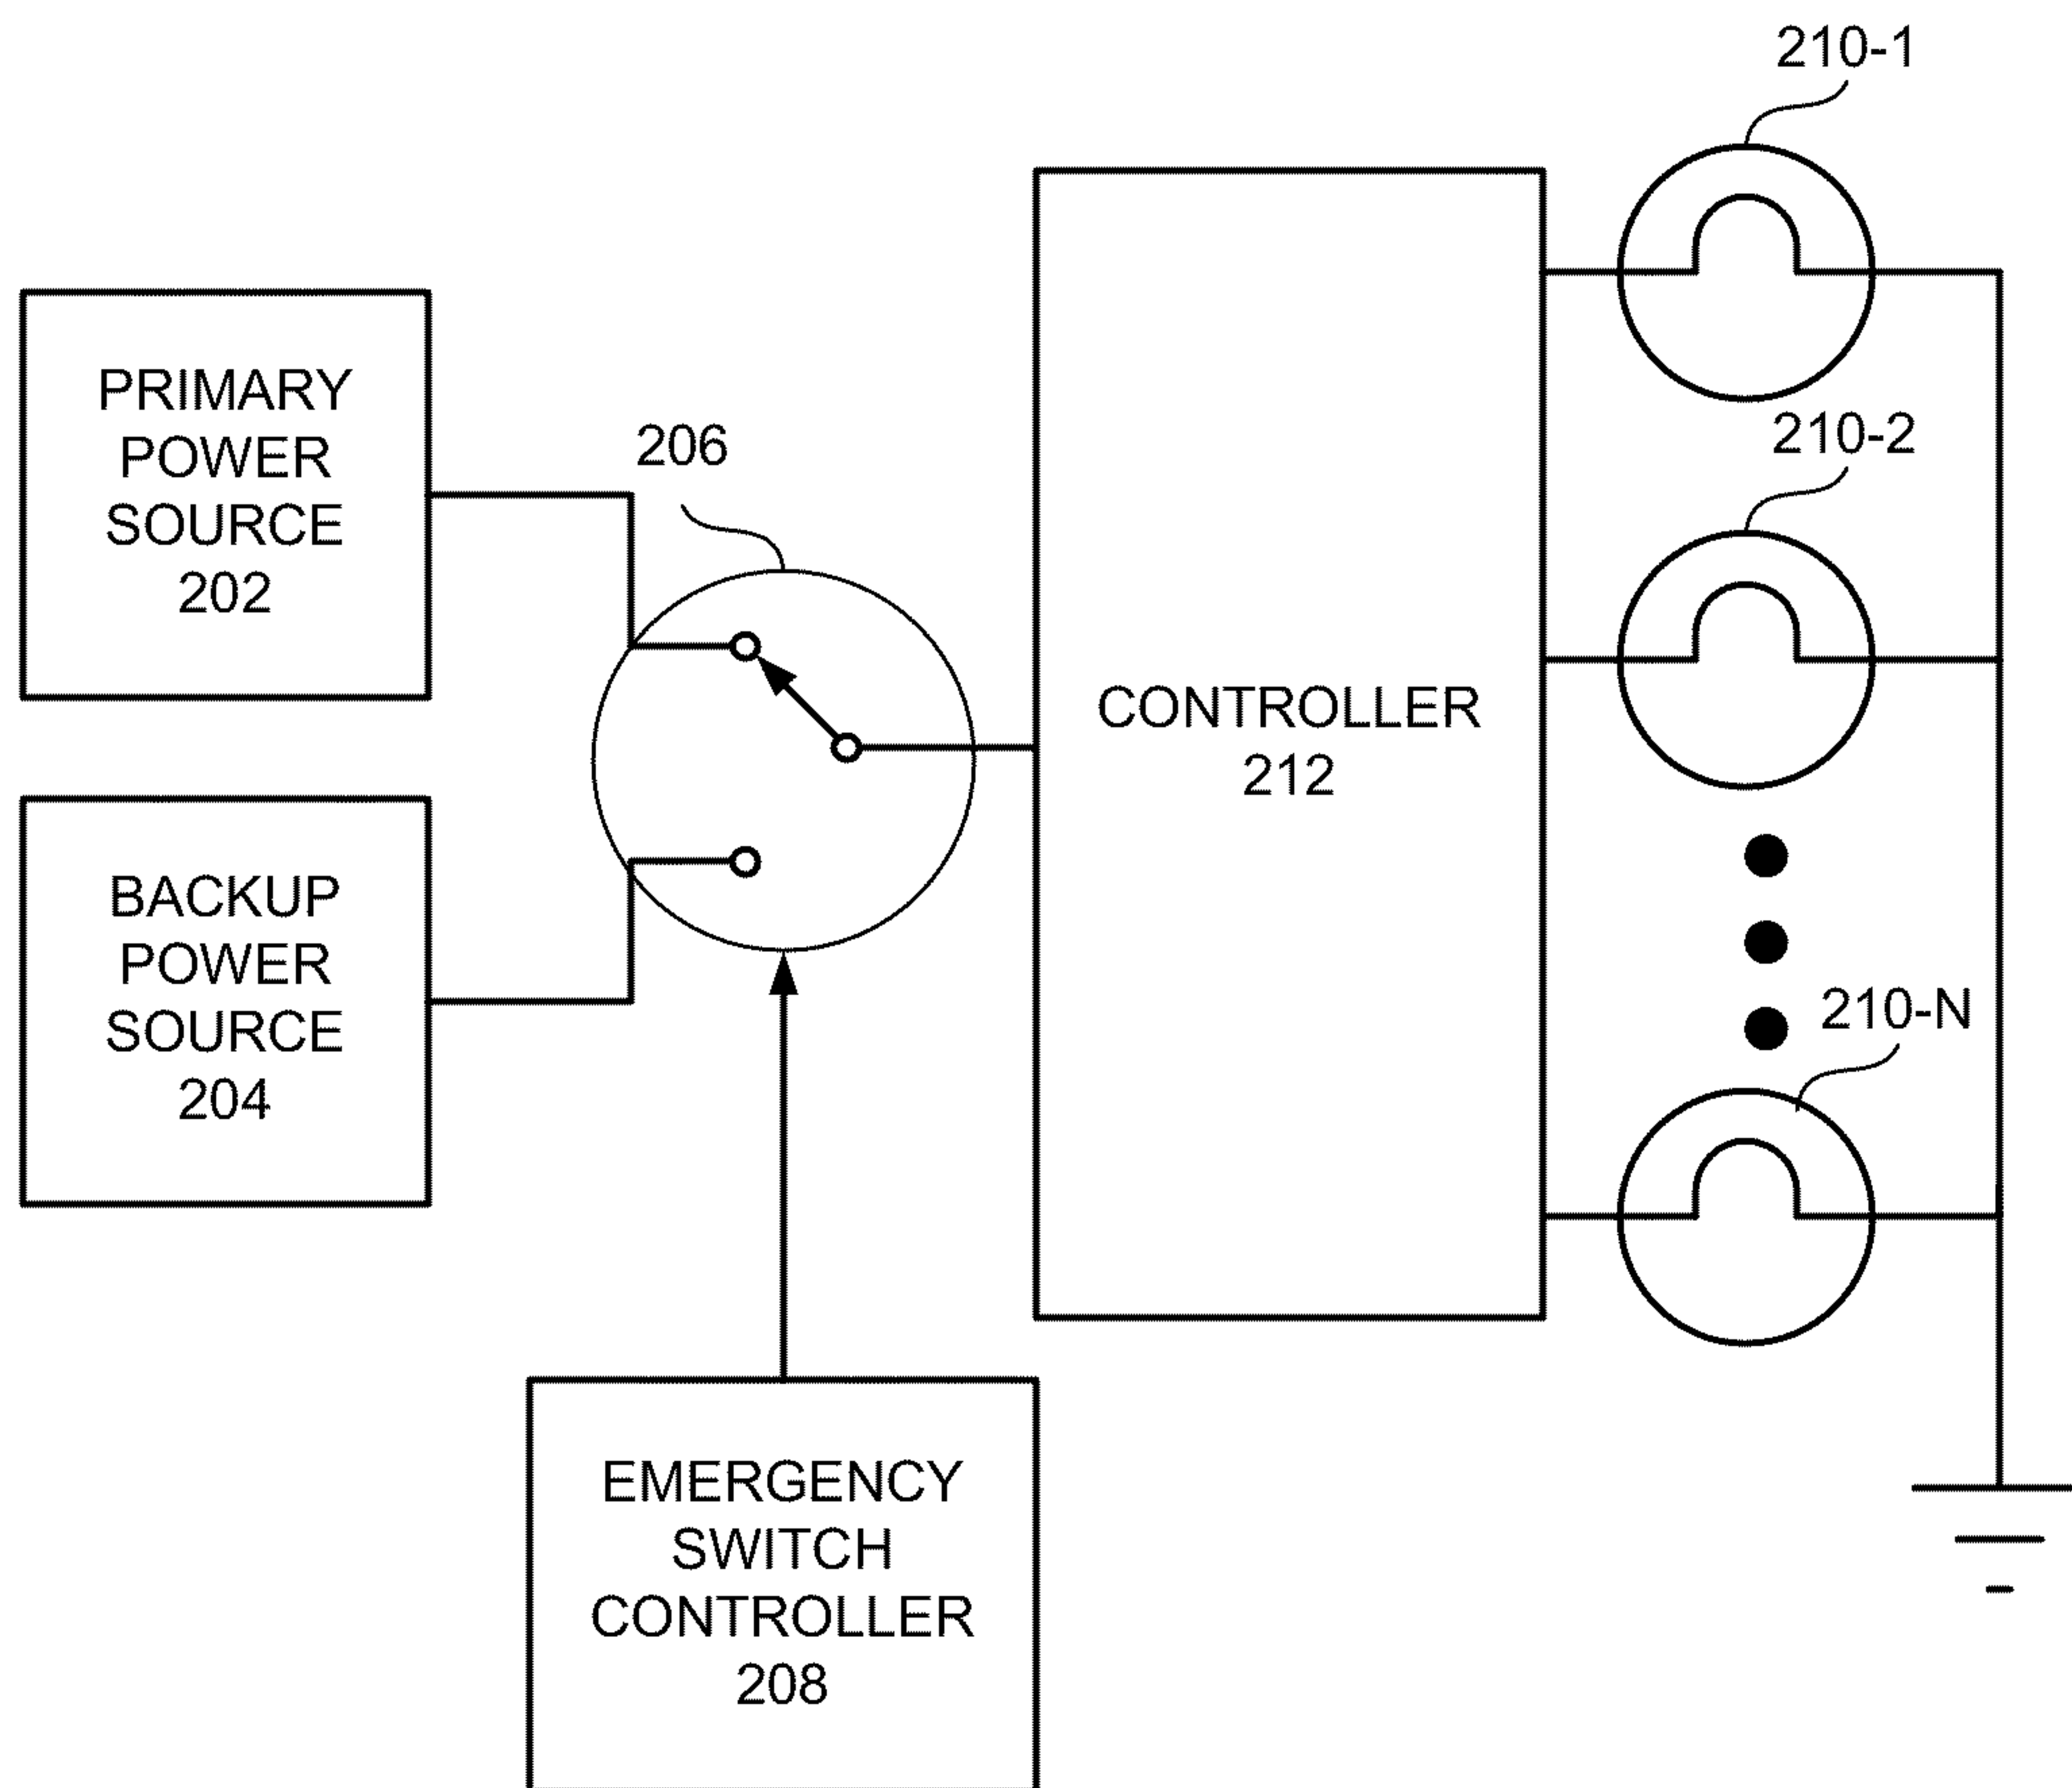 210-1
PRIMARY
POWER
SOURCE
202
206
210-2
CONTROLLER
212
BACKUP
POWER
SOURCE
204
210-N
EMERGENCY
SWITCH
CONTROLLER
208